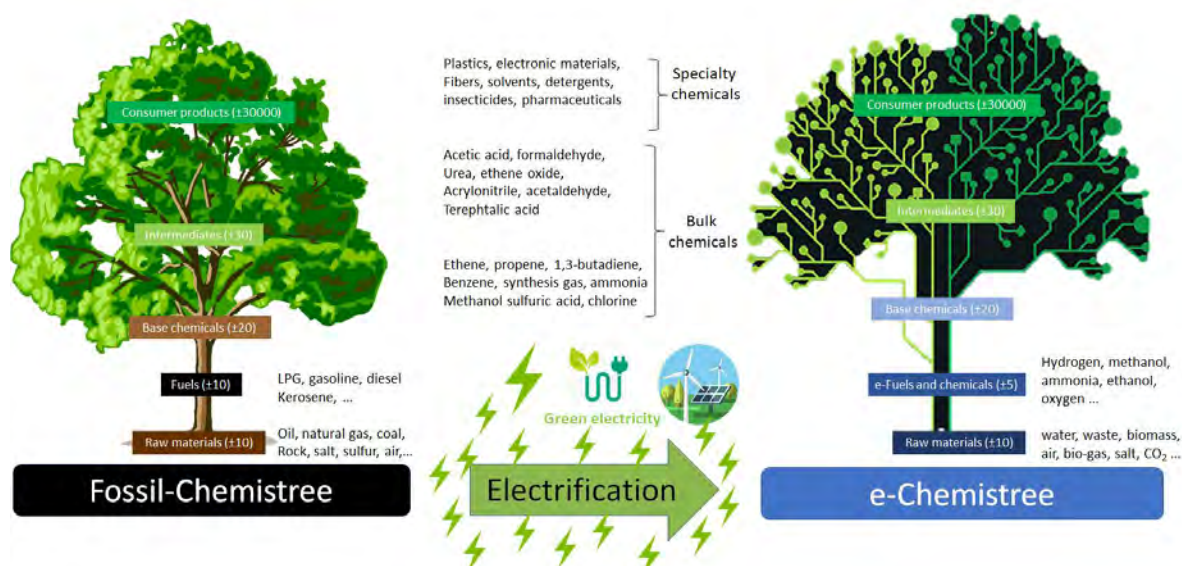 Consumer products (±30000)
Intermediates (±30)
Base chemicals (±20)
Fuels (±10)
LPG, gasoline, diesel
Kerosene, ...
Raw materials (±10)
Oil, natural gas, coal,
Rock, salt, sulfur, air,...
Fossil-Chemistree
Plastics, electronic materials,
Fibers, solvents, detergents,
insecticides, pharmaceuticals
Specialty
chemicals
Acetic acid, formaldehyde,
Urea, ethene oxide,
Acrylonitrile, acetaldehyde,
Terephtalic acid
Bulk
chemicals
Ethene, propene, 1,3-butadiene,
Benzene, synthesis gas, ammonia
Methanol sulfuric acid, chlorine
Green electricity
Electrification
Consumer products (±30000)
Intermediates (±30)
Base chemicals (±20)
e-Fuels and chemicals (±5)
Hydrogen, methanol,
ammonia, ethanol,
oxygen ...
Raw materials (±10)
water, waste, biomass,
air, bio-gas, salt, CO₂ ...
e-Chemistree